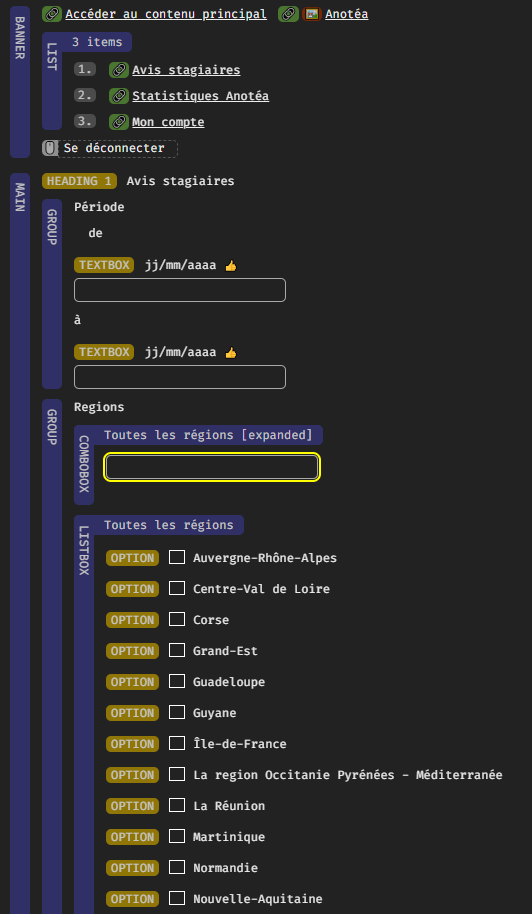 BANNER
Accéder au contenu principal Anotéa
LIST
3 items
1. Avis stagiaires
2. Statistiques Anotéa
3. Mon compte
Se déconnecter
MAIN
HEADING 1 Avis stagiaires
GROUP
Période
de
TEXTBOX jj/mm/aaaa 👍
à
TEXTBOX jj/mm/aaaa 👍
GROUP
Regions
COMBOBOX
Toutes les régions [expanded]
LISTBOX
Toutes les régions
OPTION Auvergne-Rhône-Alpes
OPTION Centre-Val de Loire
OPTION Corse
OPTION Grand-Est
OPTION Guadeloupe
OPTION Guyane
OPTION Île-de-France
OPTION La region Occitanie Pyrénées - Méditerranée
OPTION La Réunion
OPTION Martinique
OPTION Normandie
OPTION Nouvelle-Aquitaine